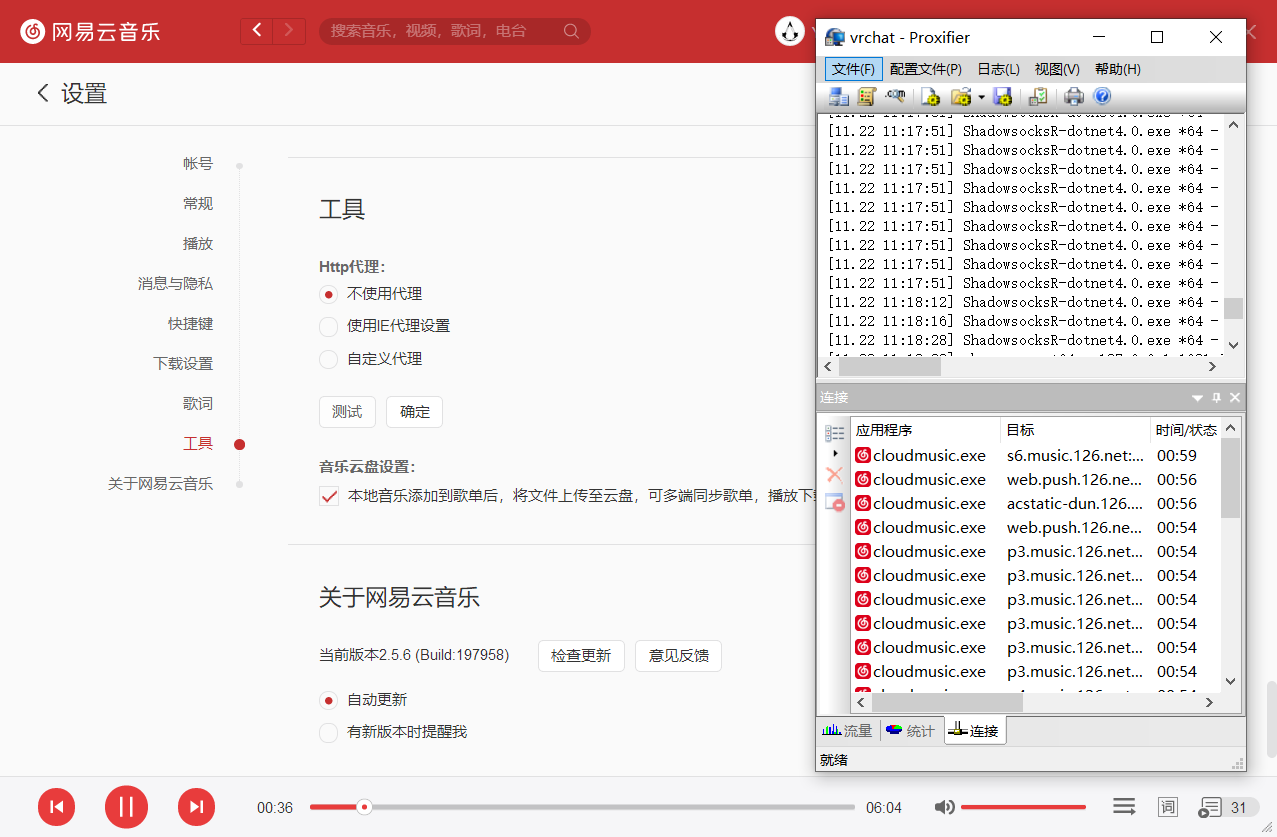 网易云音乐
搜索音乐，视频，歌词，电台
设置
帐号
常规
播放
消息与隐私
快捷键
下载设置
歌词
工具
关于网易云音乐
工具
Http代理:
不使用代理
使用IE代理设置
自定义代理
测试
确定
音乐云盘设置:
本地音乐添加到歌单后，将文件上传至云盘，可多端同步歌单，播放下
关于网易云音乐
当前版本2.5.6 (Build:197958)
检查更新
意见反馈
自动更新
有新版本时提醒我
00:36
06:04
词
31
vrchat - Proxifier
文件(F) 配置文件(P) 日志(L) 视图(V) 帮助(H)
.com
[11.22 11:17:51] ShadowsocksR-dotnet4.0.exe *64 -
[11.22 11:17:51] ShadowsocksR-dotnet4.0.exe *64 -
[11.22 11:17:51] ShadowsocksR-dotnet4.0.exe *64 -
[11.22 11:17:51] ShadowsocksR-dotnet4.0.exe *64 -
[11.22 11:17:51] ShadowsocksR-dotnet4.0.exe *64 -
[11.22 11:17:51] ShadowsocksR-dotnet4.0.exe *64 -
[11.22 11:17:51] ShadowsocksR-dotnet4.0.exe *64 -
[11.22 11:17:51] ShadowsocksR-dotnet4.0.exe *64 -
[11.22 11:17:51] ShadowsocksR-dotnet4.0.exe *64 -
[11.22 11:17:51] ShadowsocksR-dotnet4.0.exe *64 -
[11.22 11:18:12] ShadowsocksR-dotnet4.0.exe *64 -
[11.22 11:18:16] ShadowsocksR-dotnet4.0.exe *64 -
[11.22 11:18:28] ShadowsocksR-dotnet4.0.exe *64 -
连接
应用程序 目标 时间/状态
cloudmusic.exe s6.music.126.net:... 00:59
cloudmusic.exe web.push.126.ne... 00:56
cloudmusic.exe acstatic-dun.126.... 00:56
cloudmusic.exe web.push.126.ne... 00:54
cloudmusic.exe p3.music.126.net... 00:54
cloudmusic.exe p3.music.126.net... 00:54
cloudmusic.exe p3.music.126.net... 00:54
cloudmusic.exe p3.music.126.net... 00:54
cloudmusic.exe p3.music.126.net... 00:54
cloudmusic.exe p3.music.126.net... 00:54
流量 统计 连接
就绪